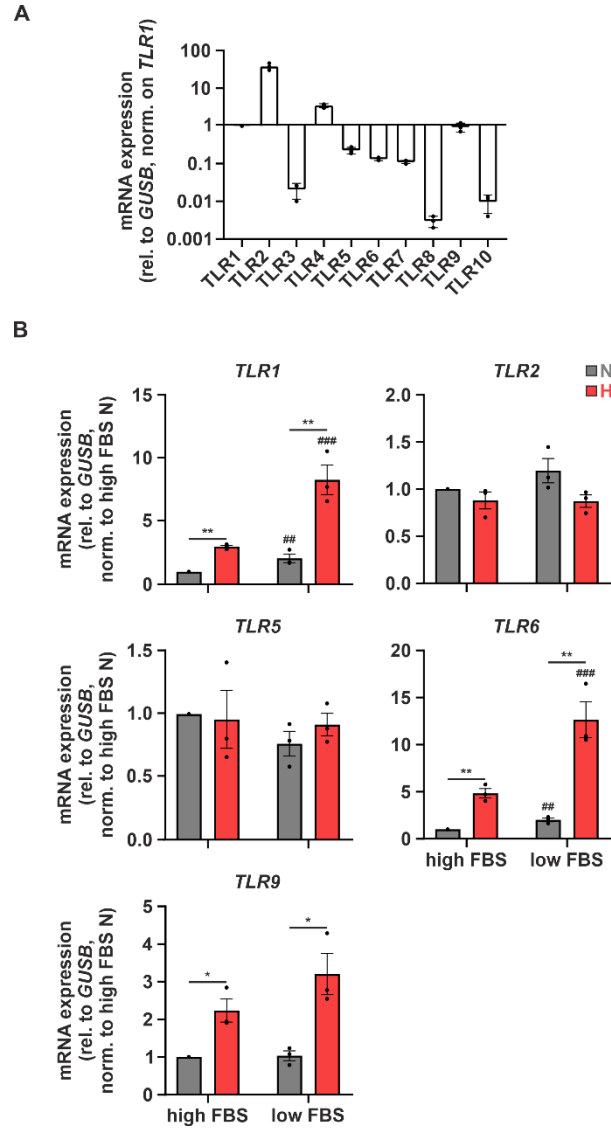 A
mRNA expression
(rel. to GUSB, norm. on TLR1)
100
10
1
0.1
0.01
0.001
TLR1
TLR2
TLR3
TLR4
TLR5
TLR6
TLR7
TLR8
TLR9
TLR10
B
TLR1
mRNA expression
(rel. to GUSB,
norm. to high FBS N)
15
10
5
0
**
##
**
###
TLR2
N
H
2.0
1.5
1.0
0.5
0.0
TLR5
mRNA expression
(rel. to GUSB,
norm. to high FBS N)
1.5
1.0
0.5
0.0
TLR6
20
15
10
5
0
**
##
**
###
high FBS low FBS
TLR9
mRNA expression
(rel. to GUSB,
norm. to high FBS N)
5
4
3
2
1
0
*
*
high FBS low FBS